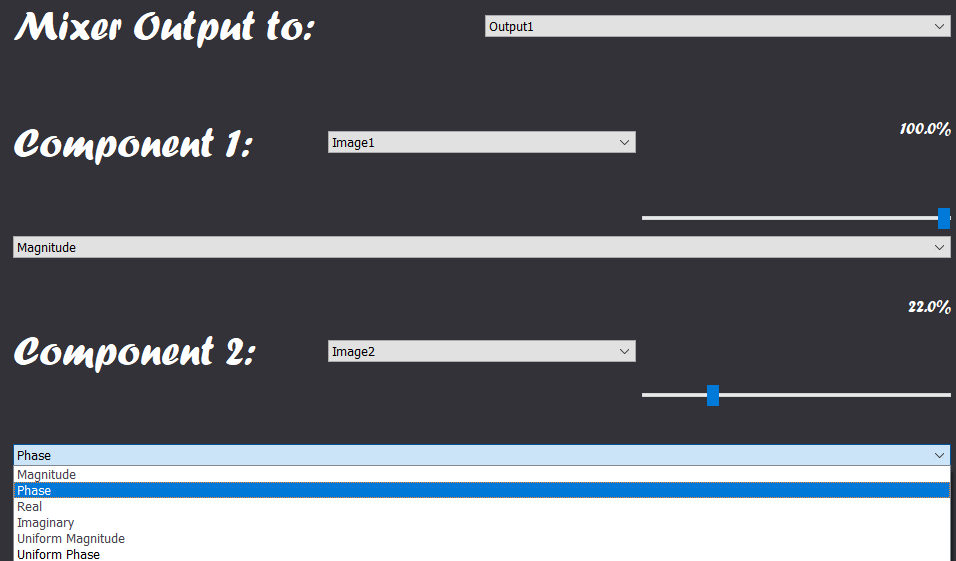 Mixer Output to:
Output1
Component 1:
Image1
100.0%
Magnitude
22.0%
Component 2:
Image2
Phase
Magnitude
Phase
Real
Imaginary
Uniform Magnitude
Uniform Phase